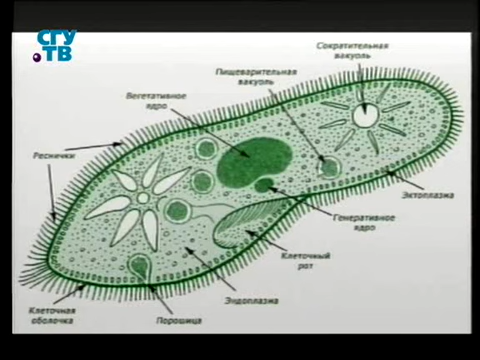 СГУ
ТВ
Сократительная
вакуоль
Пищеварительная
вакуоль
Вегетативное
ядро
Реснички
Эктоплазма
Генеративное
ядро
Клеточный
рот
Эндоплазма
Клеточная
оболочка
Порошица